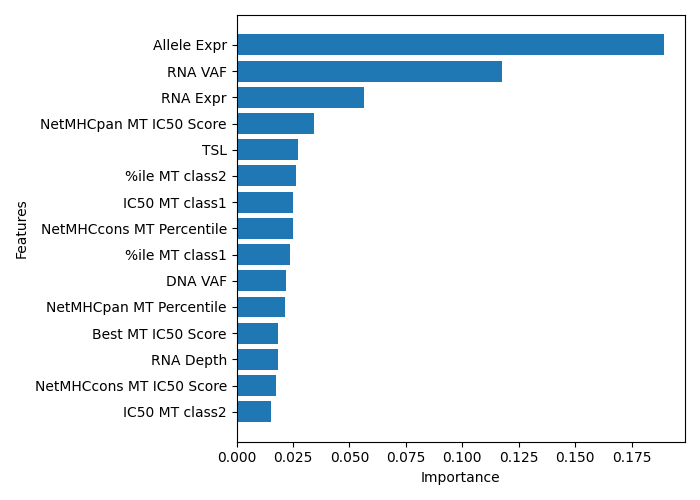 Allele Expr
RNA VAF
RNA Expr
NetMHCpan MT IC50 Score
TSL
%ile MT class2
IC50 MT class1
NetMHCcons MT Percentile
%ile MT class1
DNA VAF
NetMHCpan MT Percentile
Best MT IC50 Score
RNA Depth
NetMHCcons MT IC50 Score
IC50 MT class2
Features
0.000 0.025 0.050 0.075 0.100 0.125 0.150 0.175
Importance